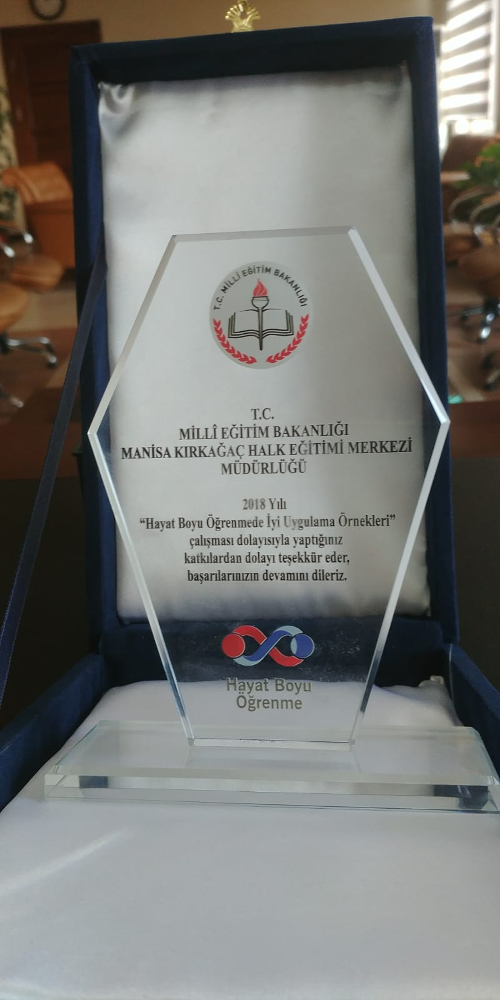 T.C. MİLLÎ EĞİTİM BAKANLIĞI
T.C.
MİLLÎ EĞİTİM BAKANLIĞI
MANİSA KIRKAĞAÇ HALK EĞİTİMİ MERKEZİ
MÜDÜRLÜĞÜ
2018 Yılı
“Hayat Boyu Öğrenmede İyi Uygulama Örnekleri”
çalışması dolayısıyla yaptığınız
katkılardan dolayı teşekkür eder,
başarılarınızın devamını dileriz.
Hayat Boyu
Öğrenme